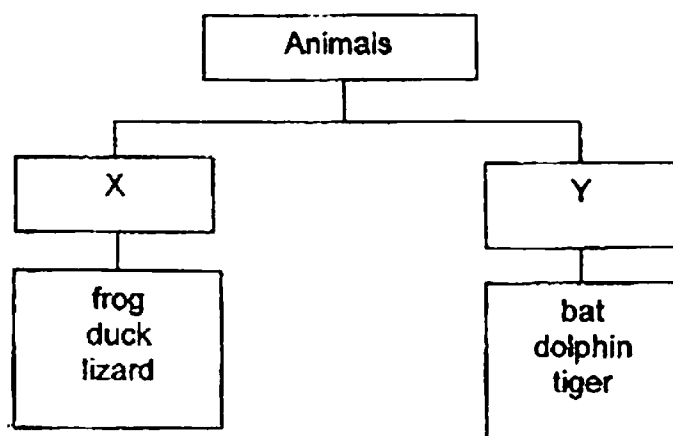 Animals
X
Y
frog
duck
lizard
bat
dolphin
tiger